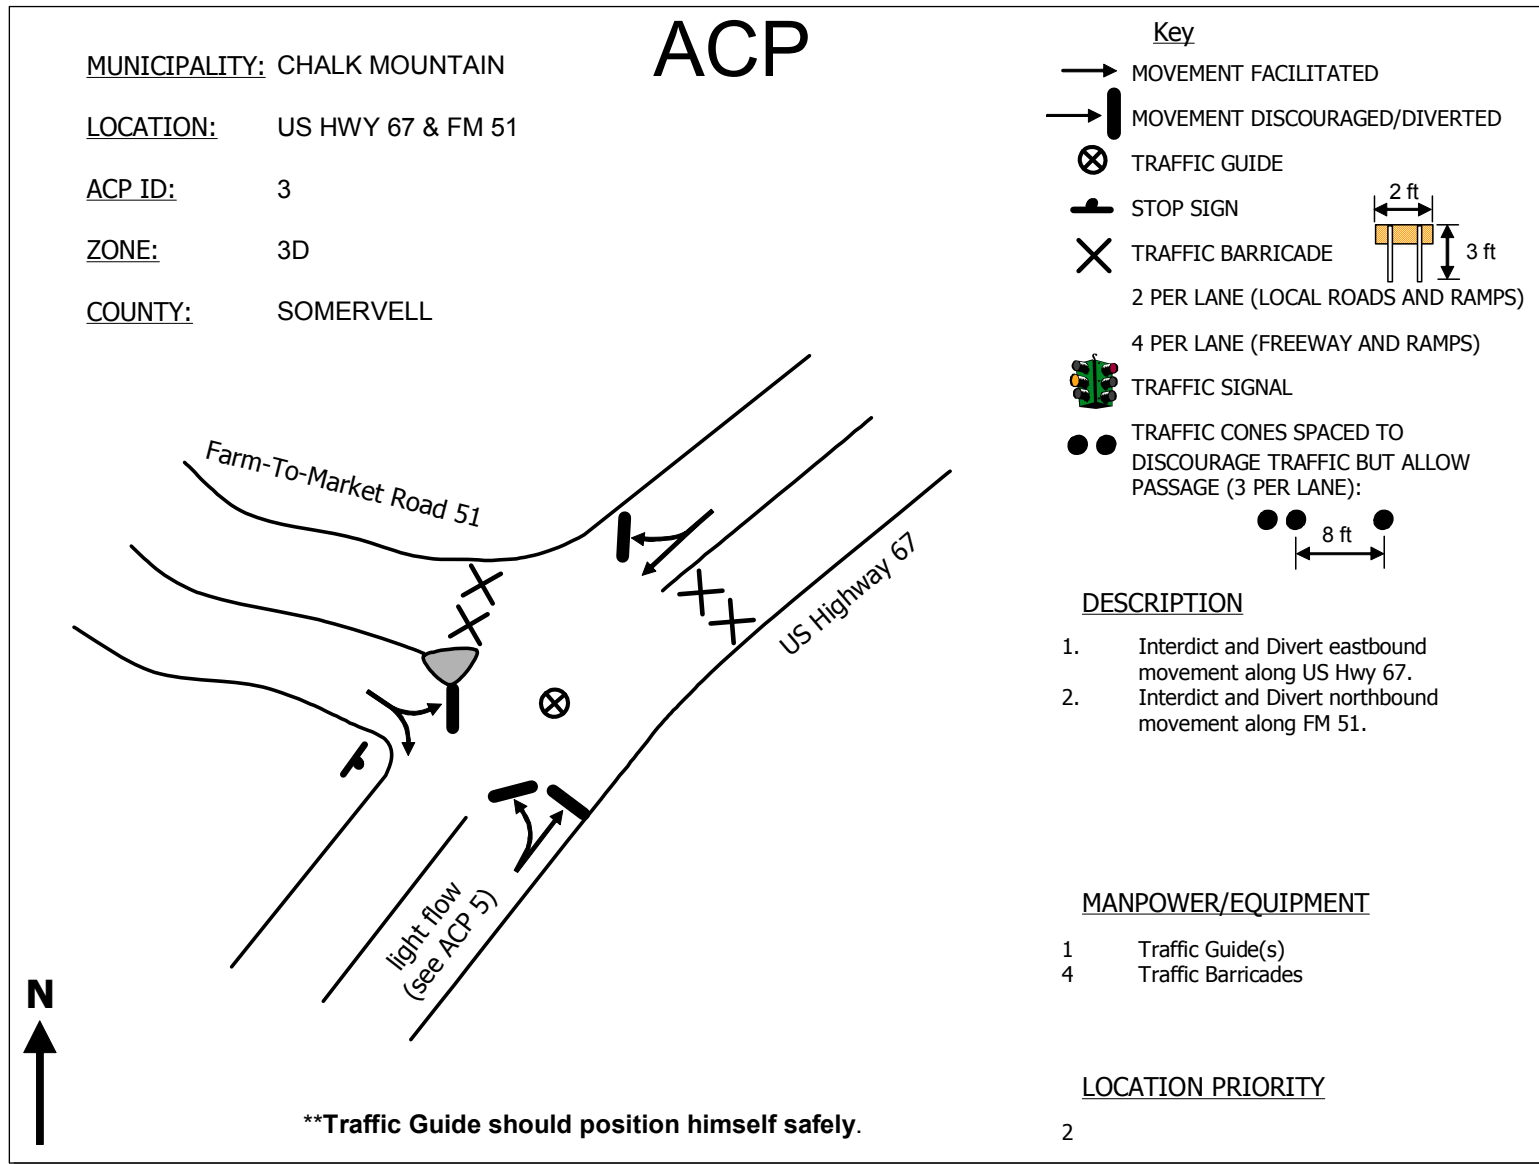 ACP
MUNICIPALITY: CHALK MOUNTAIN
LOCATION: US HWY 67 & FM 51
ACP ID: 3
ZONE: 3D
COUNTY: SOMERVELL
Key
MOVEMENT FACILITATED
MOVEMENT DISCOURAGED/DIVERTED
TRAFFIC GUIDE
STOP SIGN
2 ft
TRAFFIC BARRICADE
3 ft
2 PER LANE (LOCAL ROADS AND RAMPS)
4 PER LANE (FREEWAY AND RAMPS)
TRAFFIC SIGNAL
TRAFFIC CONES SPACED TO
DISCOURAGE TRAFFIC BUT ALLOW
PASSAGE (3 PER LANE):
8 ft
Farm-To-Market Road 51
US Highway 67
light flow
(see ACP 5)
DESCRIPTION
1. Interdict and Divert eastbound
movement along US Hwy 67.
2. Interdict and Divert northbound
movement along FM 51.
MANPOWER/EQUIPMENT
1 Traffic Guide(s)
4 Traffic Barricades
LOCATION PRIORITY
2
N
**Traffic Guide should position himself safely.